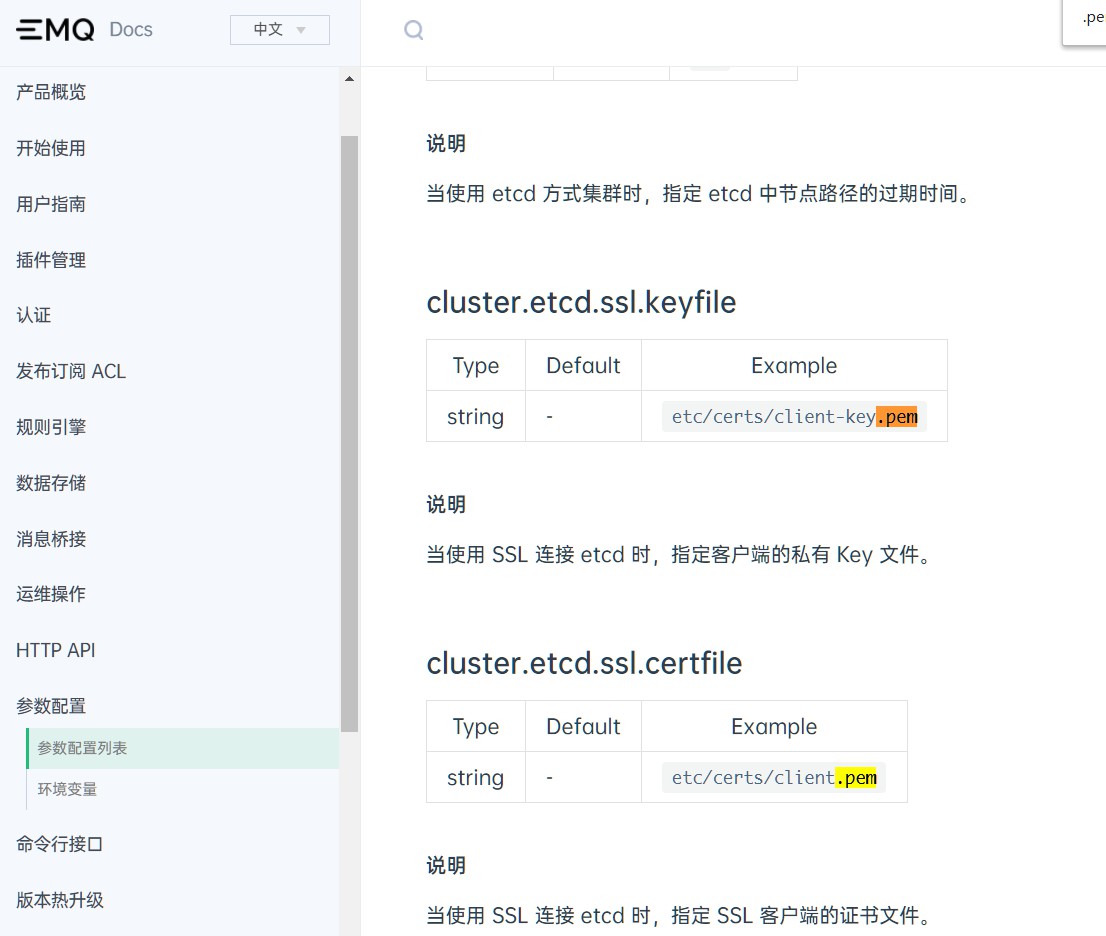 EMQ Docs
中文
.pe
产品概览
开始使用
用户指南
插件管理
认证
发布订阅 ACL
规则引擎
数据存储
消息桥接
运维操作
HTTP API
参数配置
参数配置列表
环境变量
命令行接口
版本热升级
说明
当使用 etcd 方式集群时，指定 etcd 中节点路径的过期时间。
cluster.etcd.ssl.keyfile
Type Default Example
string - etc/certs/client-key.pem
说明
当使用 SSL 连接 etcd 时，指定客户端的私有 Key 文件。
cluster.etcd.ssl.certfile
Type Default Example
string - etc/certs/client.pem
说明
当使用 SSL 连接 etcd 时，指定 SSL 客户端的证书文件。